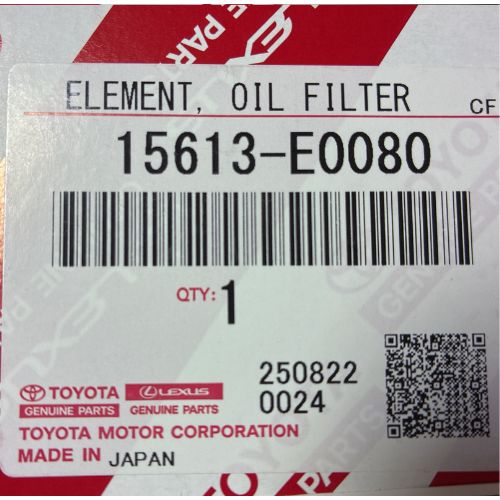 ELEMENT, OIL FILTER CF
15613-E0080
QTY: 1
250822
0024
TOYOTA LEXUS
GENUINE PARTS GENUINE PARTS
TOYOTA MOTOR CORPORATION
MADE IN JAPAN